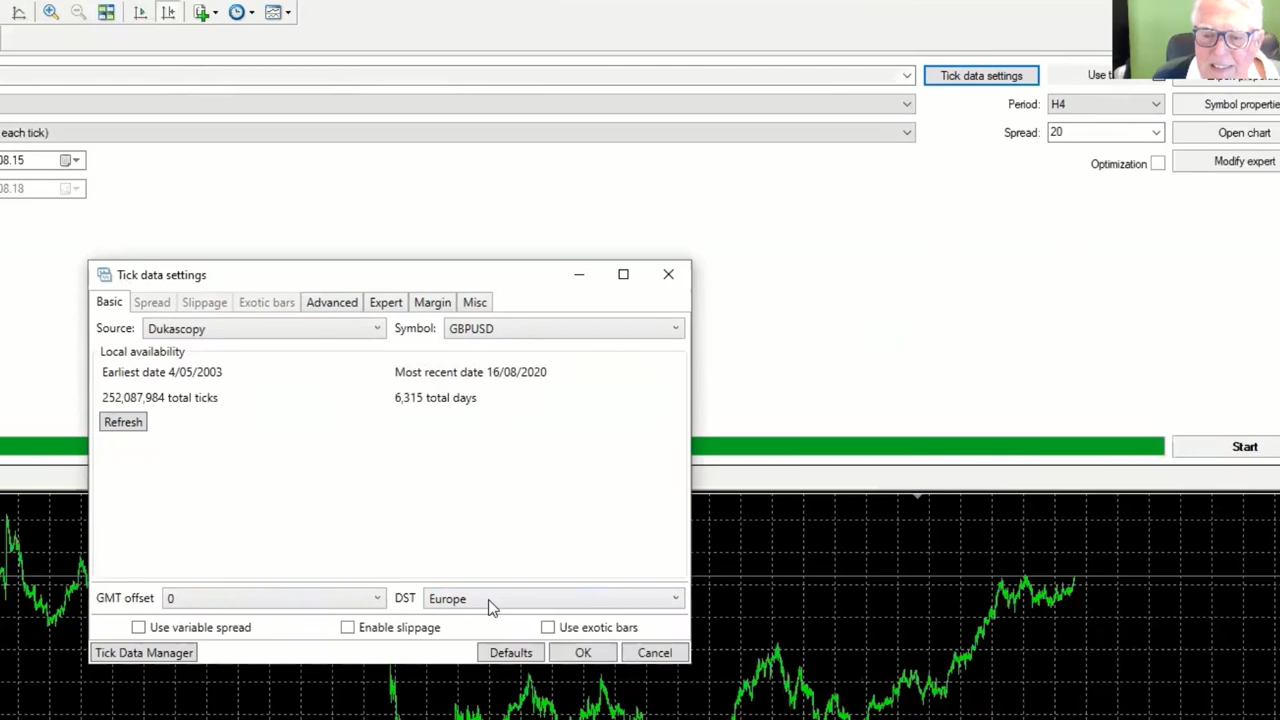 Tick data settings
Period: H4
Symbol properti
each tick)
Spread: 20
Open chart
08.15
Optimization
Modify expert
08.18
Tick data settings
Basic Spread Slippage Exotic bars Advanced Expert Margin Misc
Source: Dukascopy Symbol: GBPUSD
Local availability
Earliest date 4/05/2003 Most recent date 16/08/2020
252,087,984 total ticks 6,315 total days
Refresh
Start
GMT offset 0 DST Europe
Use variable spread Enable slippage Use exotic bars
Tick Data Manager Defaults OK Cancel